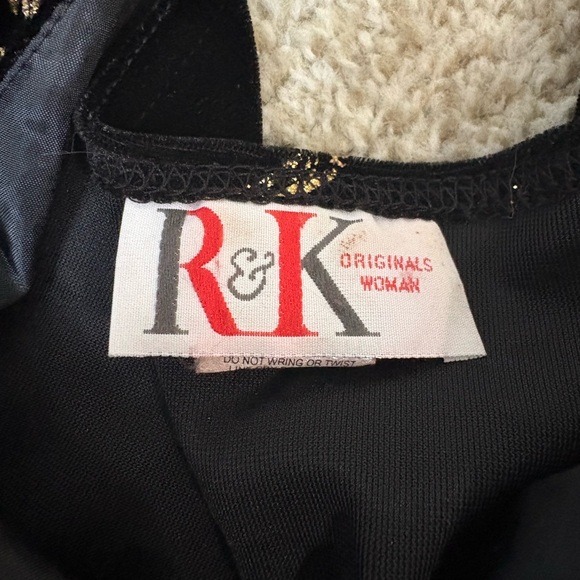 R&K
ORIGINALS
WOMAN
DO NOT WRING OR TWIST